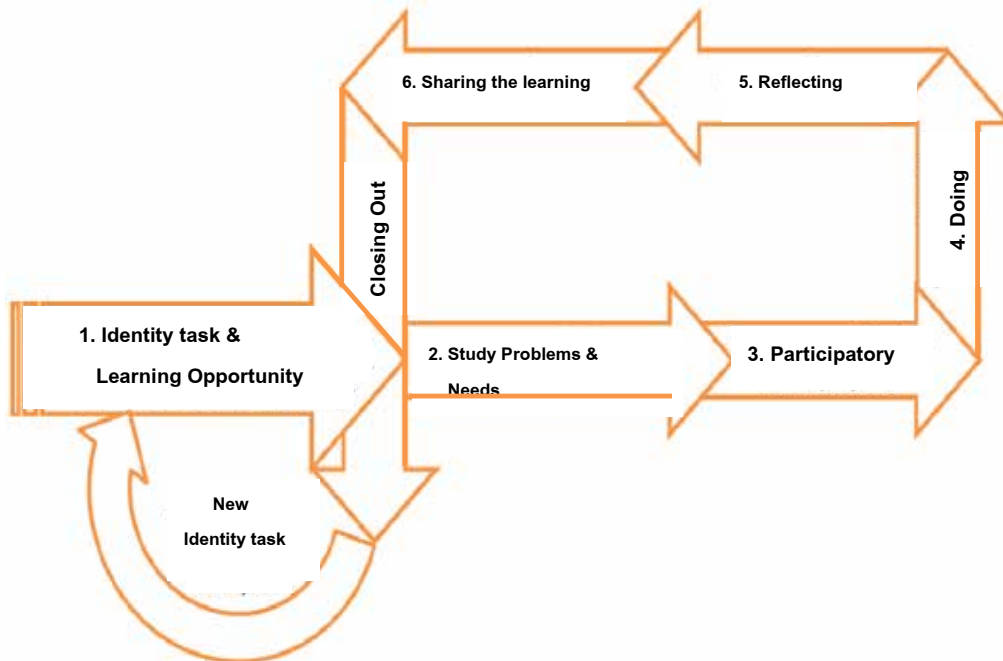 1. Identity task &
Learning Opportunity
2. Study Problems &
Needs
3. Participatory
4. Doing
5. Reflecting
6. Sharing the learning
Closing Out
New
Identity task